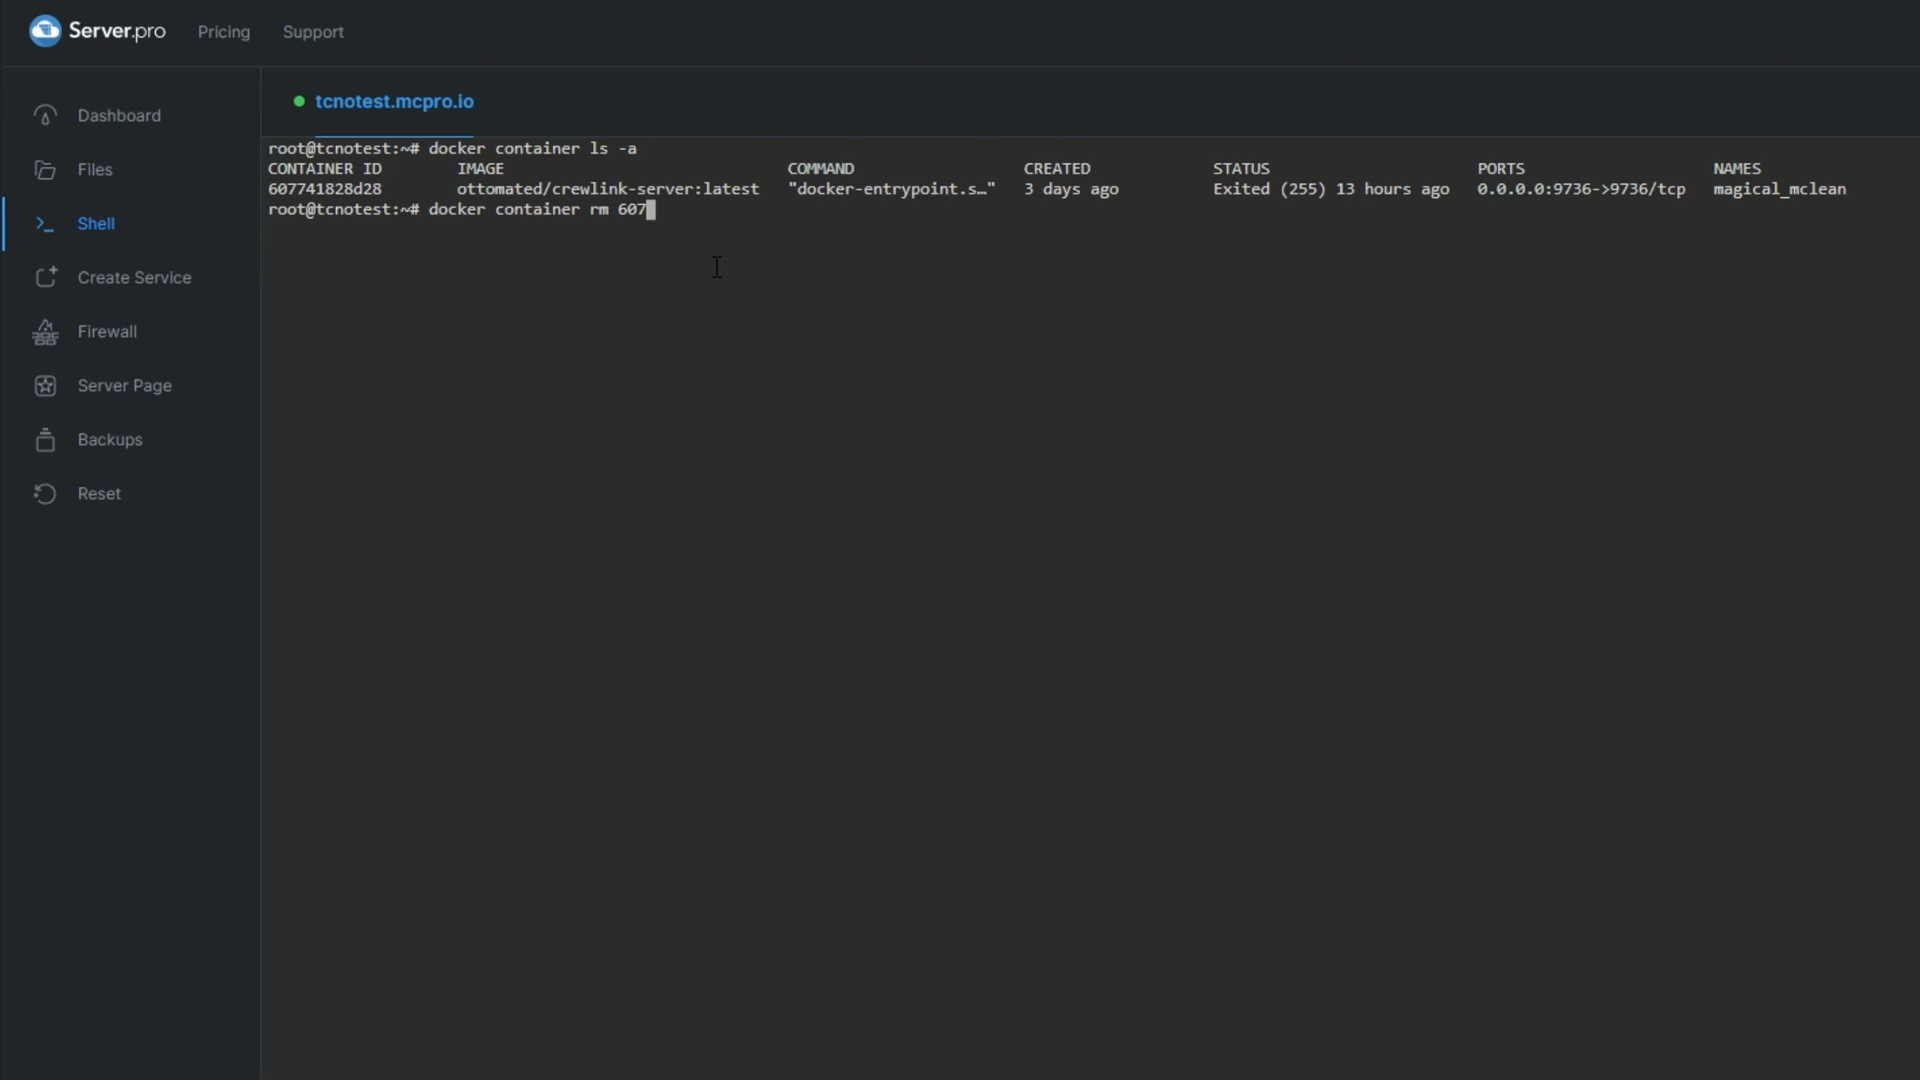 Server.pro
Pricing
Support
Dashboard
Files
Shell
Create Service
Firewall
Server Page
Backups
Reset
tcnotest.mcpro.io
root@tcnotest:~# docker container ls -a
CONTAINER ID IMAGE COMMAND CREATED STATUS PORTS NAMES
607741828d28 ottomated/crewlink-server:latest "docker-entrypoint.s…" 3 days ago Exited (255) 13 hours ago 0.0.0.0:9736->9736/tcp magical_mclean
root@tcnotest:~# docker container rm 607